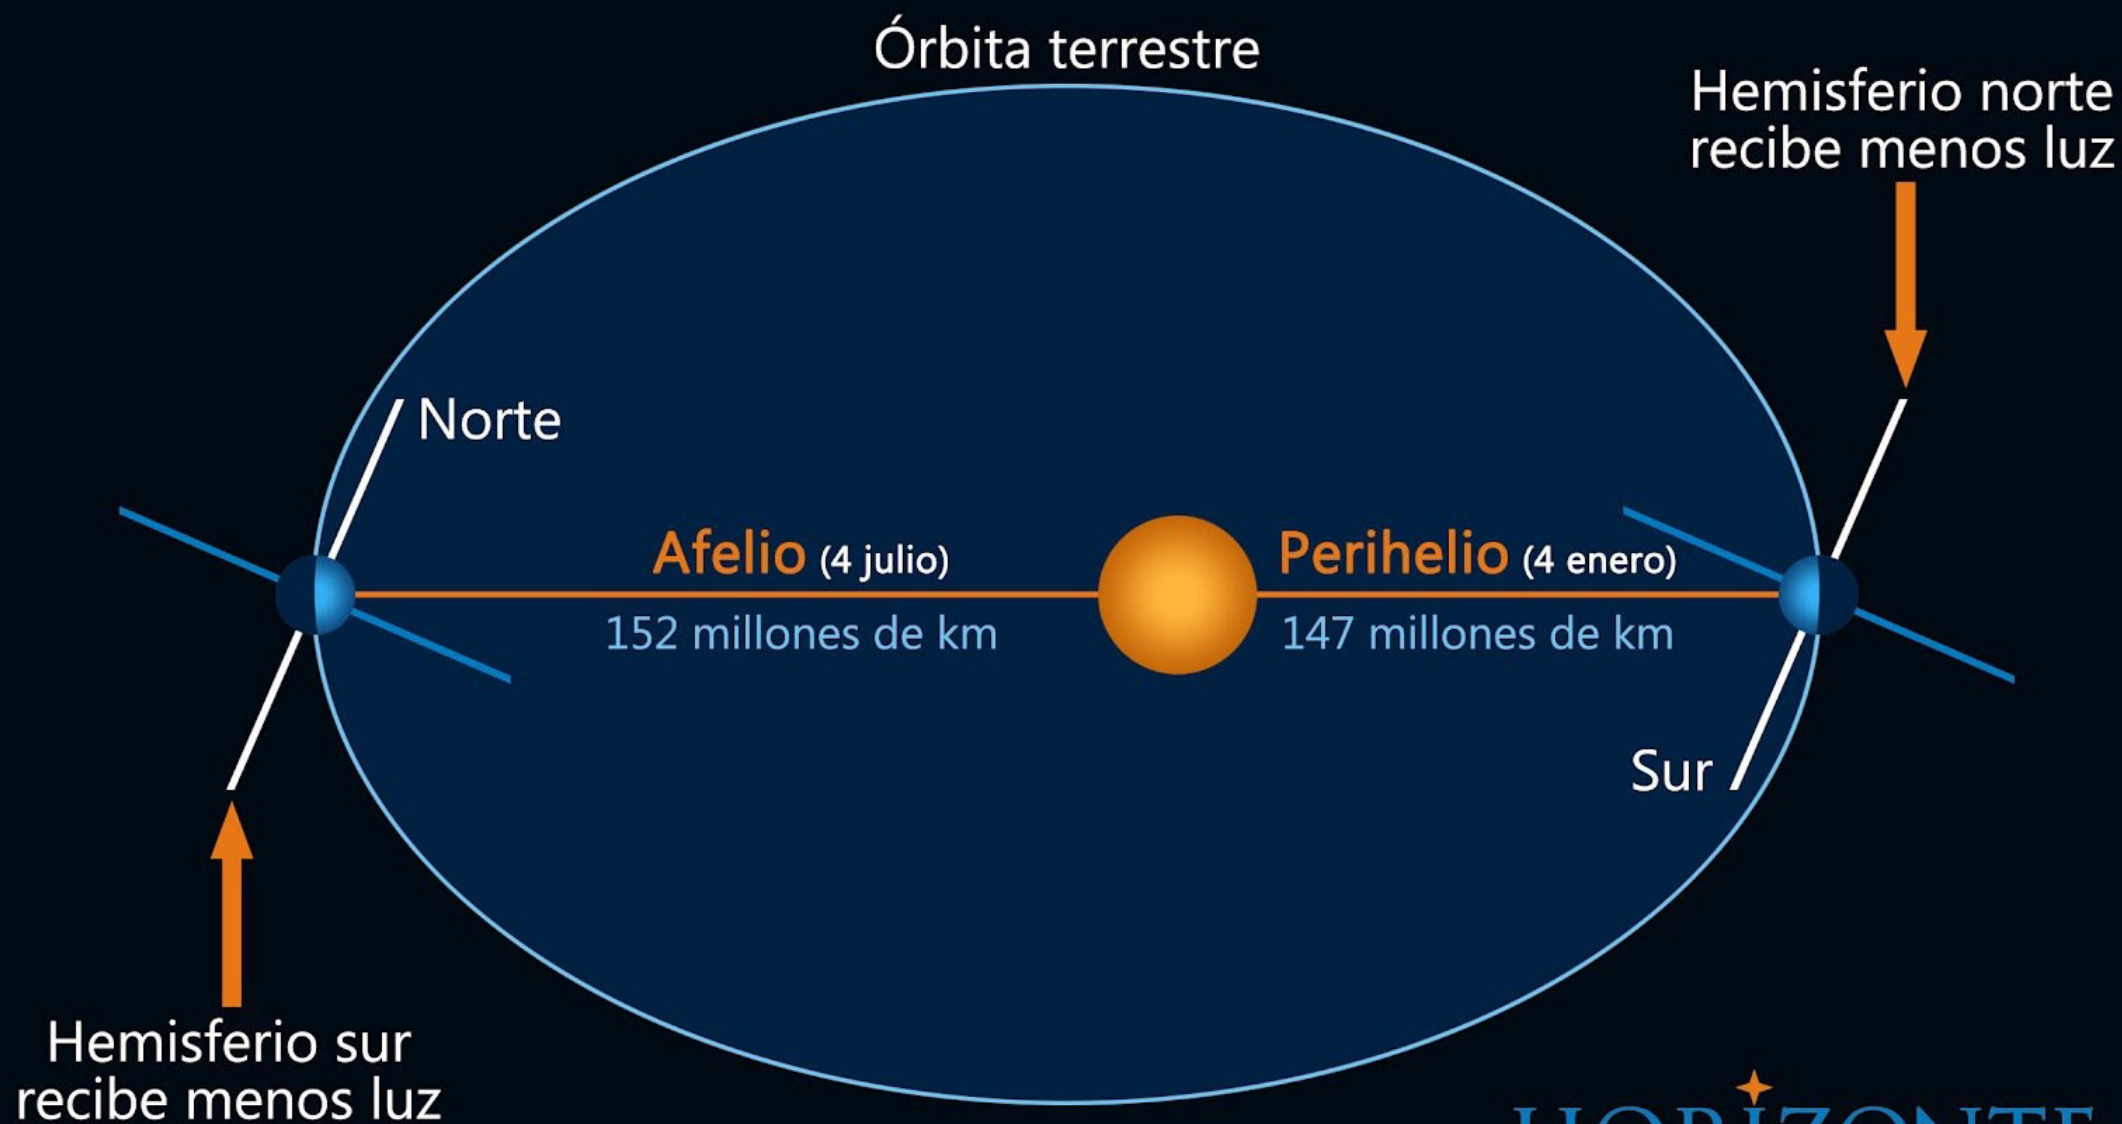 Órbita terrestre
Hemisferio norte
recibe menos luz
Norte
Afelio (4 julio)
152 millones de km
Perihelio (4 enero)
147 millones de km
Sur
Hemisferio sur
recibe menos luz
HORIZONTE